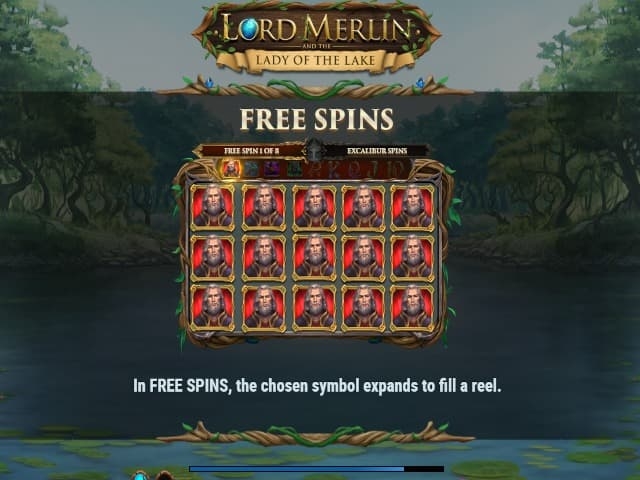 LORD MERLIN
AND THE
LADY OF THE LAKE
FREE SPINS
FREE SPIN 1 OF 8
EXCALIBUR SPINS
In FREE SPINS, the chosen symbol expands to fill a reel.